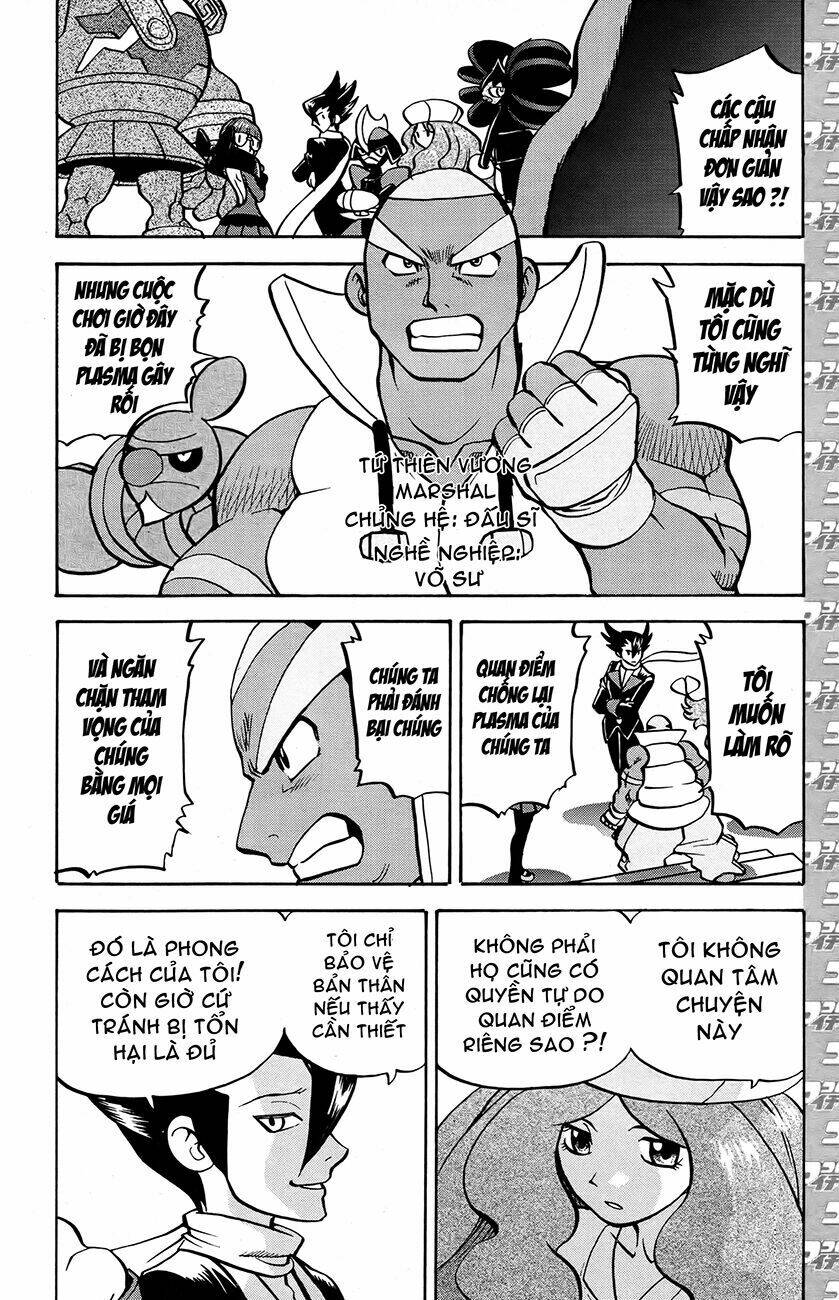 CÁC CẬU
CHẤP NHẬN
ĐƠN GIẢN
VẬY SAO ?!
MẶC DÙ
TÔI CŨNG
TỪNG NGHĨ
VẬY
NHƯNG CUỘC
CHƠI GIỜ ĐÂY
ĐÃ BỊ BỌN
PLASMA GÂY
RỐI
TỨ THIÊN VƯƠNG
MARSHAL
CHỦNG HỆ: ĐẤU SĨ
NGHỀ NGHIỆP:
VÕ SƯ
TÔI
MUỐN
LÀM RÕ
QUAN ĐIỂM
CHỐNG LẠI
PLASMA CỦA
CHÚNG TA
CHÚNG TA
PHẢI ĐÁNH
BẠI CHÚNG
VÀ NGĂN
CHẶN THAM
VỌNG CỦA
CHÚNG
BẰNG MỌI
GIÁ
TÔI KHÔNG
QUAN TÂM
CHUYỆN
NÀY
KHÔNG PHẢI
HỌ CŨNG CÓ
QUYỀN TỰ DO
QUAN ĐIỂM
RIÊNG SAO ?!
TÔI CHỈ
BẢO VỆ
BẢN THÂN
NẾU THẤY
CẦN THIẾT
ĐÓ LÀ PHONG
CÁCH CỦA TÔI!
CÒN GIỜ CỨ
TRÁNH BỊ TỔN
HẠI LÀ ĐỦ